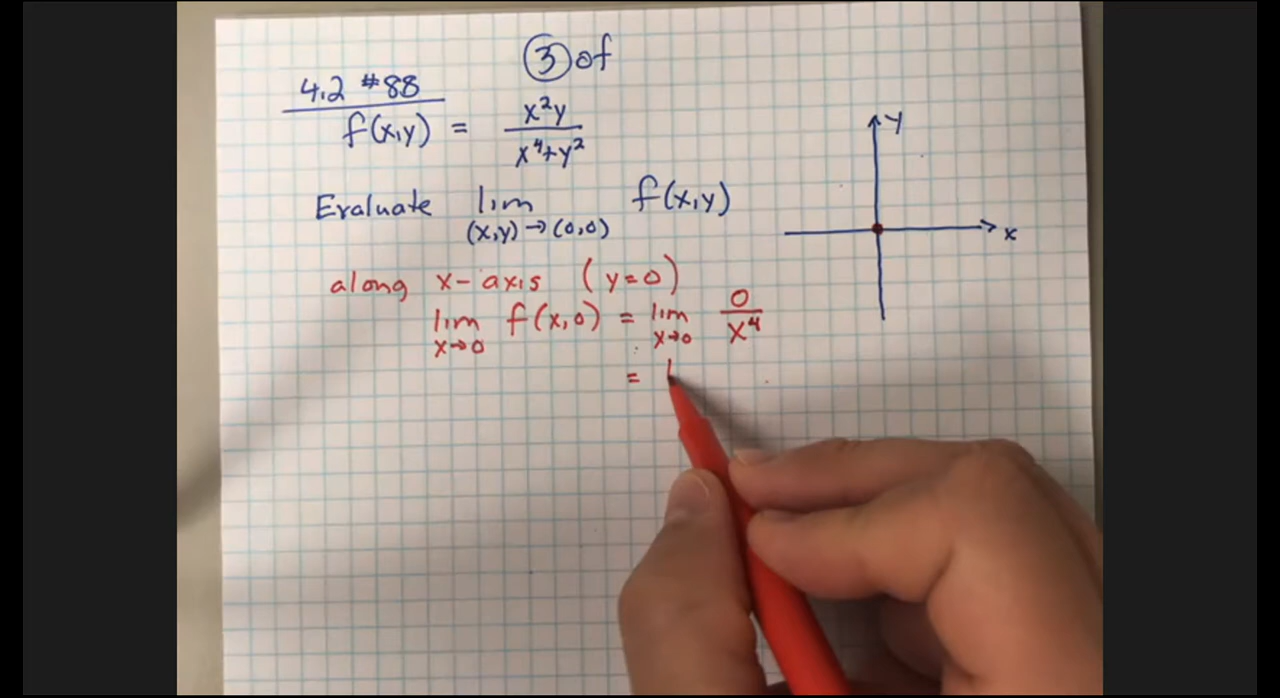 ③ of
4.2 #88
f(x,y) = x²y / x⁴+y²
Evaluate lim (x,y)→(0,0) f(x,y)
y
x
along x-axis (y=0)
lim x→0 f(x,0) = lim x→0 0/x⁴
=